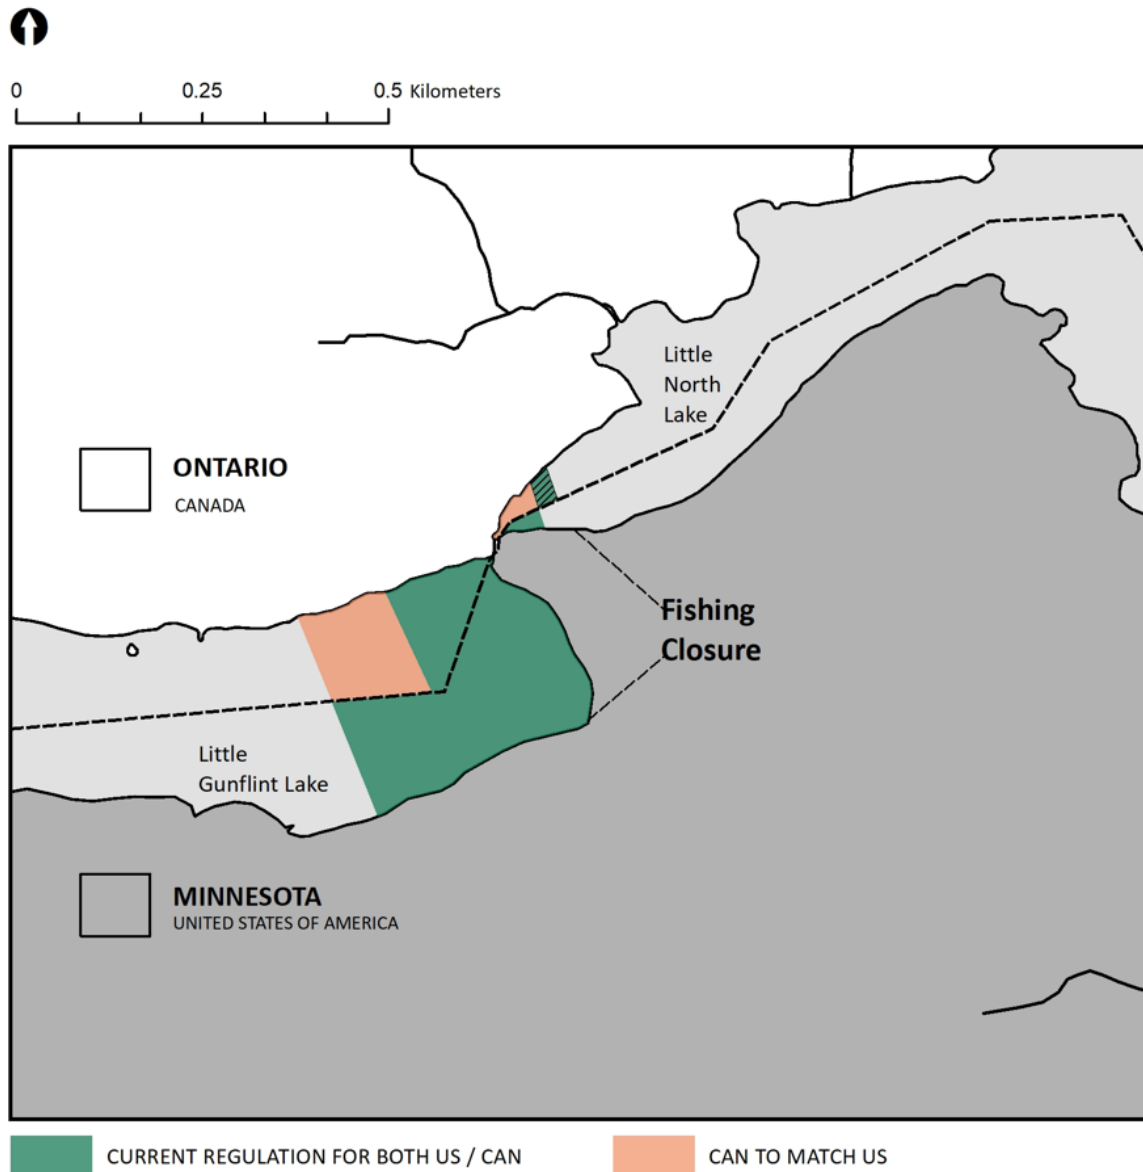 0 0.25 0.5 Kilometers
Little
North
Lake
ONTARIO
CANADA
Fishing
Closure
Little
Gunflint Lake
MINNESOTA
UNITED STATES OF AMERICA
CURRENT REGULATION FOR BOTH US / CAN
CAN TO MATCH US